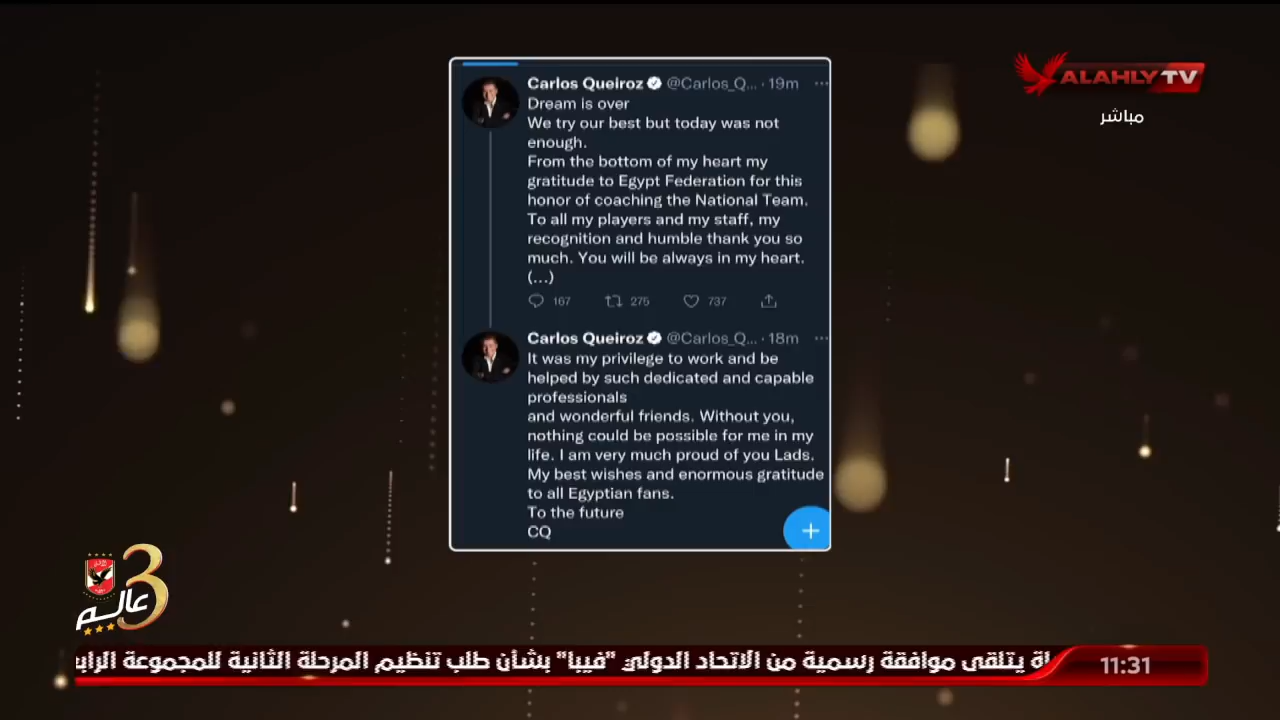 Carlos Queiroz @Carlos_Q... · 19m ...
Dream is over
We try our best but today was not
enough.
From the bottom of my heart my
gratitude to Egypt Federation for this
honor of coaching the National Team.
To all my players and my staff, my
recognition and humble thank you so
much. You will be always in my heart.
(...)
167 275 737
Carlos Queiroz @Carlos_Q... · 18m ...
It was my privilege to work and be
helped by such dedicated and capable
professionals
and wonderful friends. Without you,
nothing could be possible for me in my
life. I am very much proud of you Lads.
My best wishes and enormous gratitude
to all Egyptian fans.
To the future
CQ
ALAHLY TV
مباشر
3
عالم
يتلقى موافقة رسمية من الاتحاد الدولي "فيبا" بشأن طلب تنظيم المرحلة الثانية للمجموعة
11:31